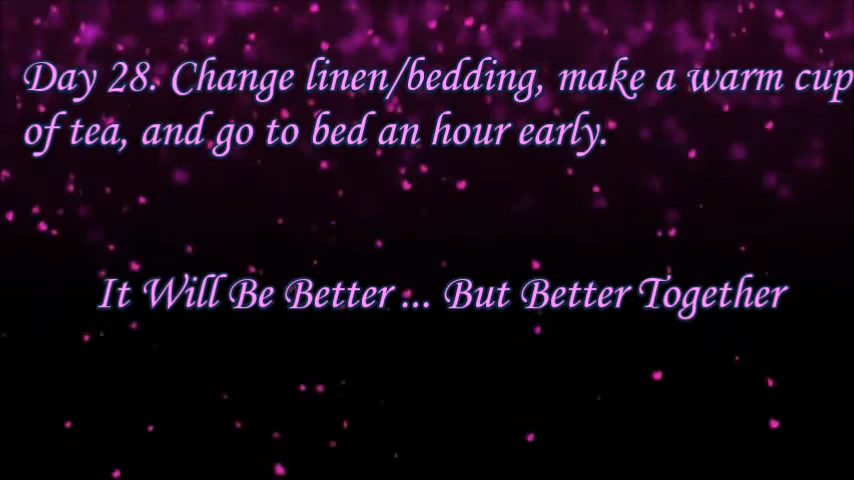 Day 28. Change linen/bedding, make a warm cup
of tea, and go to bed an hour early.
It Will Be Better ... But Better Together